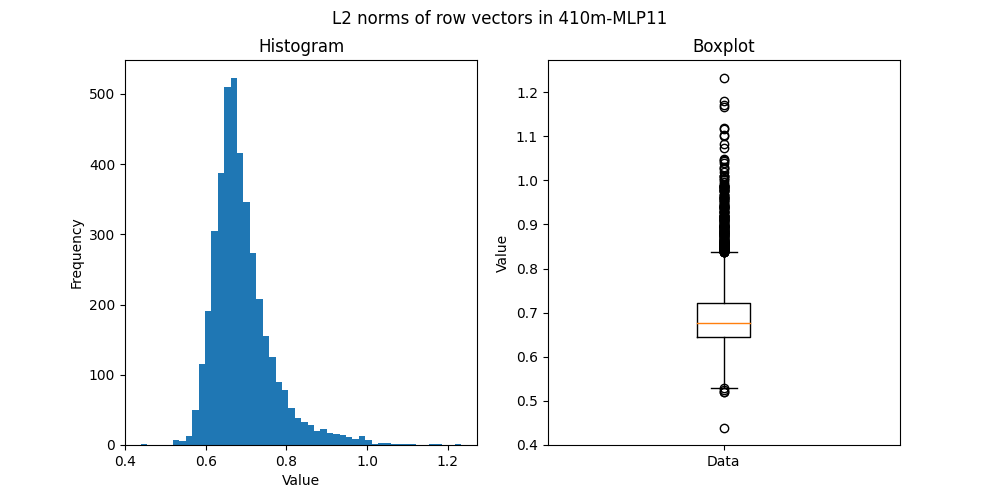 L2 norms of row vectors in 410m-MLP11
Histogram
Frequency
500
400
300
200
100
0
0.4 0.6 0.8 1.0 1.2
Value
Boxplot
Value
1.2
1.1
1.0
0.9
0.8
0.7
0.6
0.5
0.4
Data